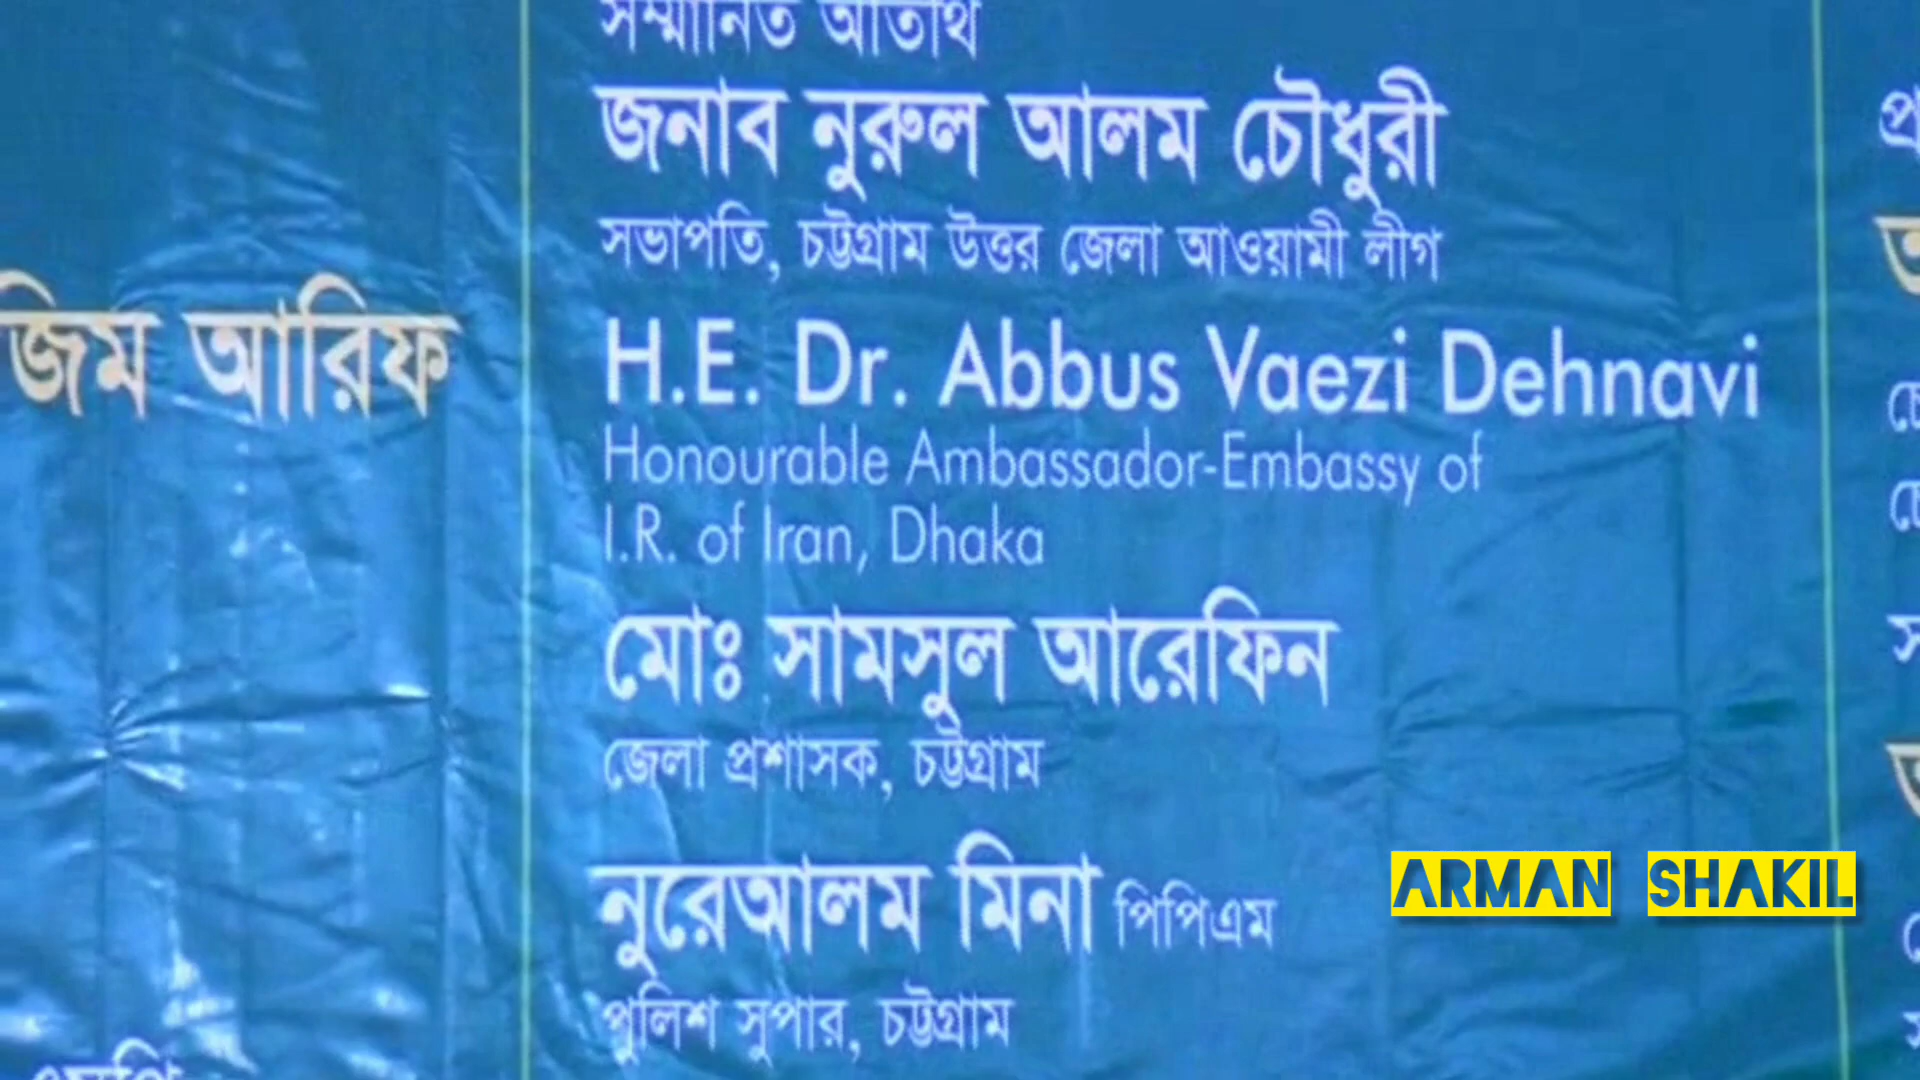 সম্মানিত অতিথি
জনাব নুরুল আলম চৌধুরী
সভাপতি, চট্টগ্রাম উত্তর জেলা আওয়ামী লীগ
H.E. Dr. Abbus Vaezi Dehnavi
Honourable Ambassador-Embassy of
I.R. of Iran, Dhaka
মোঃ সামসুল আরেফিন
জেলা প্রশাসক, চট্টগ্রাম
নুরেআলম মিনা পিপিএম
পুলিশ সুপার, চট্টগ্রাম
আরিফ
ARMAN SHAKIL